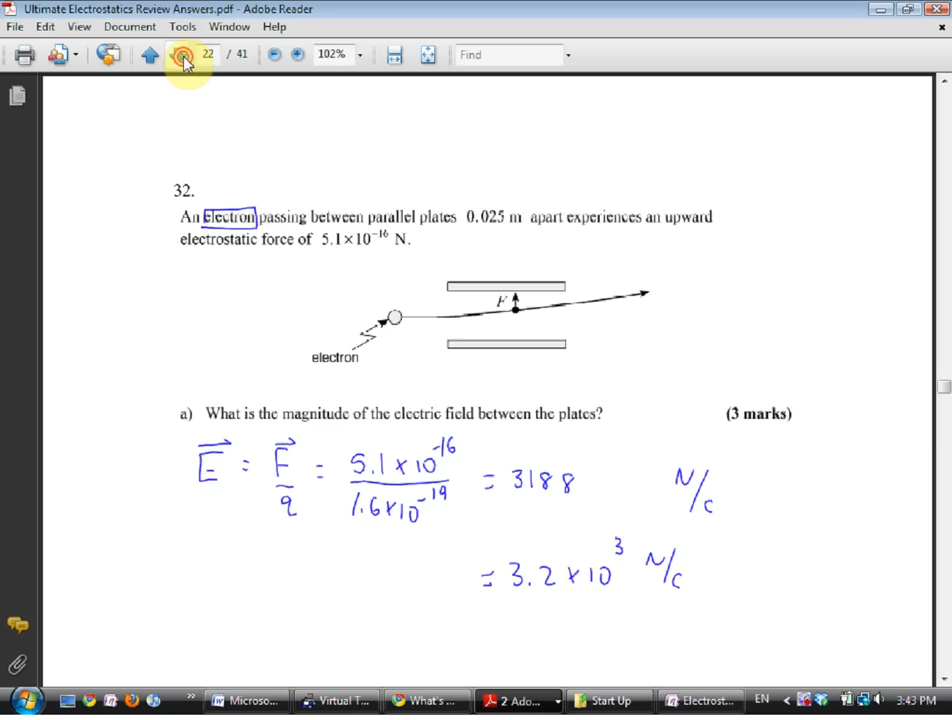 Ultimate Electrostatics Review Answers.pdf - Adobe Reader
File Edit View Document Tools Window Help
22 / 41 102% Find
32.
An electron passing between parallel plates 0.025 m apart experiences an upward
electrostatic force of 5.1×10⁻¹⁶ N.
F
electron
a) What is the magnitude of the electric field between the plates? (3 marks)
E = F/q = 5.1 × 10⁻¹⁶ / 1.6 × 10⁻¹⁹ = 3188 N/C
= 3.2 × 10³ N/C
Microso... Virtual T... What's ... 2 Ado... Start Up Electrost... EN 3:43 PM